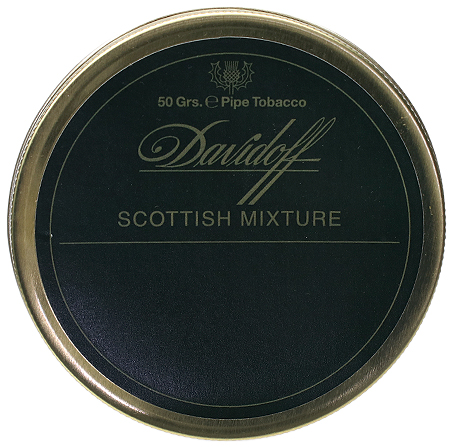 50 Grs. ℮ Pipe Tobacco
Davidoff
SCOTTISH MIXTURE